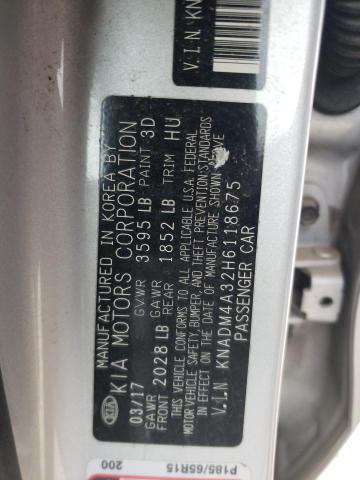 MANUFACTURED IN KOREA BY
KIA KIA MOTORS CORPORATION
03/17 GVWR 3595 LB PAINT 3D
GAWR GAWR
FRONT 2028 LB REAR 1852 LB TRIM HU
THIS VEHICLE CONFORMS TO ALL APPLICABLE U.S.A. FEDERAL
MOTOR VEHICLE SAFETY, BUMPER, AND THEFT PREVENTION STANDARDS
IN EFFECT ON THE DATE OF MANUFACTURE SHOWN ABOVE
V.I.N KNADM4A32H6118675
PASSENGER CAR
V.I.N KN
P185/65R15
200